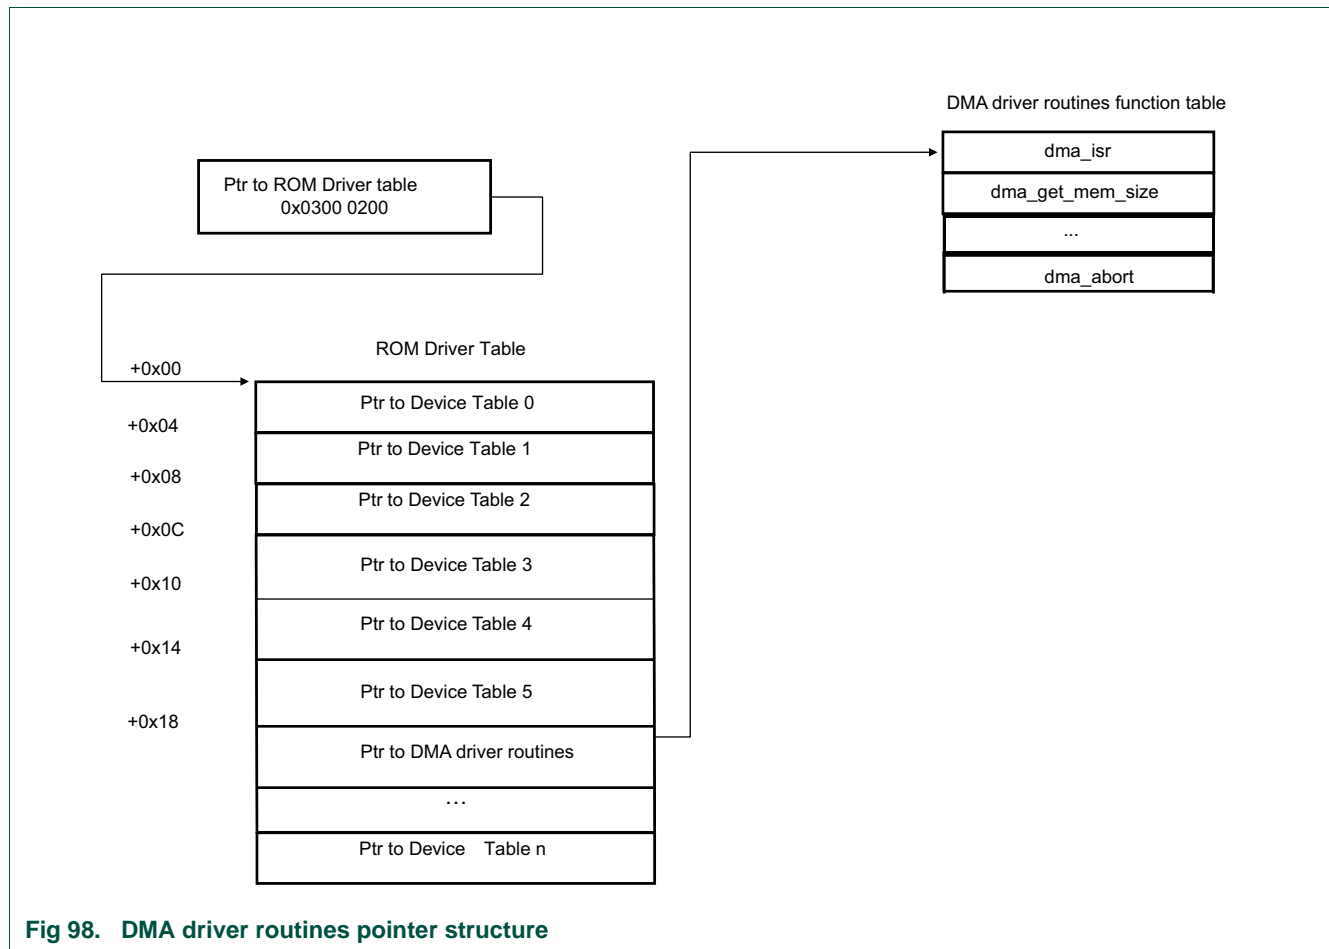 DMA driver routines function table
dma_isr
Ptr to ROM Driver table
0x0300 0200
dma_get_mem_size
...
dma_abort
ROM Driver Table
+0x00
Ptr to Device Table 0
+0x04
Ptr to Device Table 1
+0x08
Ptr to Device Table 2
+0x0C
Ptr to Device Table 3
+0x10
Ptr to Device Table 4
+0x14
Ptr to Device Table 5
+0x18
Ptr to DMA driver routines
...
Ptr to Device Table n
Fig 98. DMA driver routines pointer structure